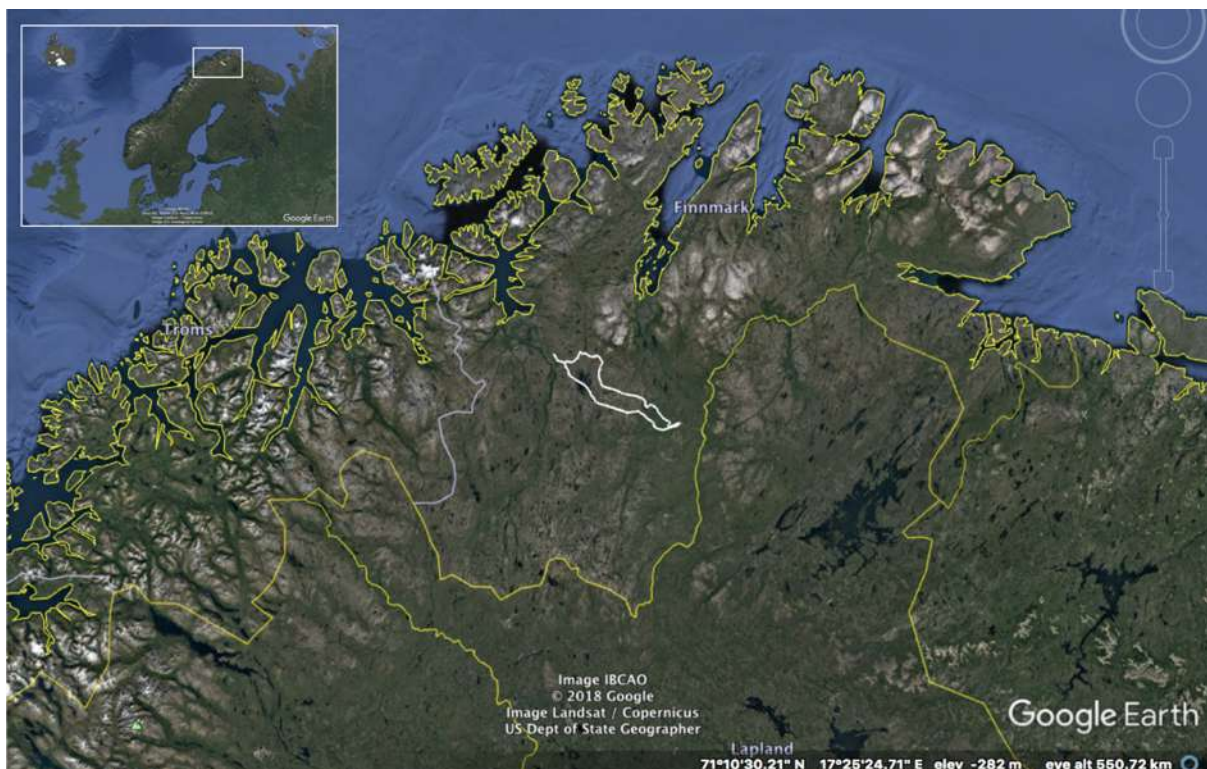 Google Earth
Finnmark
Troms
Image IBCAO
© 2018 Google
Image Landsat / Copernicus
US Dept of State Geographer
Google Earth
Lapland
71°10'30.21" N 17°25'24.71" E elev -282 m eye alt 550.72 km